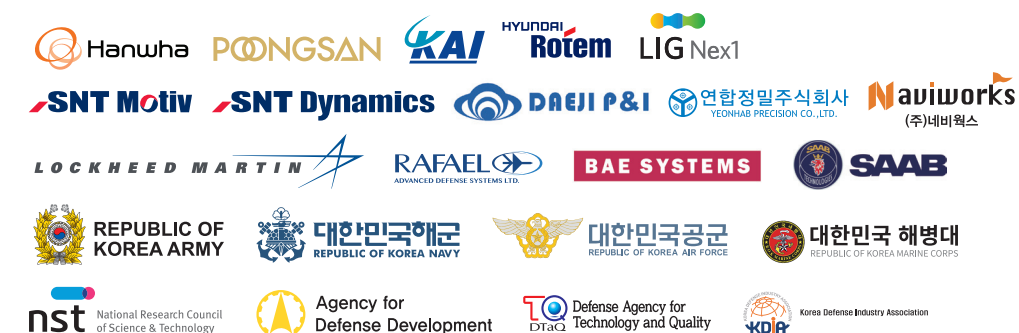 Hanwha
POONGSAN
KAI
HYUNDAI
Rotem
LIG Nex1
SNT Motiv
SNT Dynamics
DAEJI P&I
연합정밀주식회사
YEONHAB PRECISION CO.,LTD.
Naviworks
(주)네비웍스
LOCKHEED MARTIN
RAFAEL
ADVANCED DEFENSE SYSTEMS LTD.
BAE SYSTEMS
SAAB
TECHNOLOGY
SAAB
REPUBLIC OF
KOREA ARMY
대한민국해군
REPUBLIC OF KOREA NAVY
대한민국공군
REPUBLIC OF KOREA AIR FORCE
대한민국 해병대
REPUBLIC OF KOREA MARINE CORPS
nst
National Research Council
of Science & Technology
Agency for
Defense Development
DTaQ
Defense Agency for
Technology and Quality
KDIA
Korea Defense Industry Association